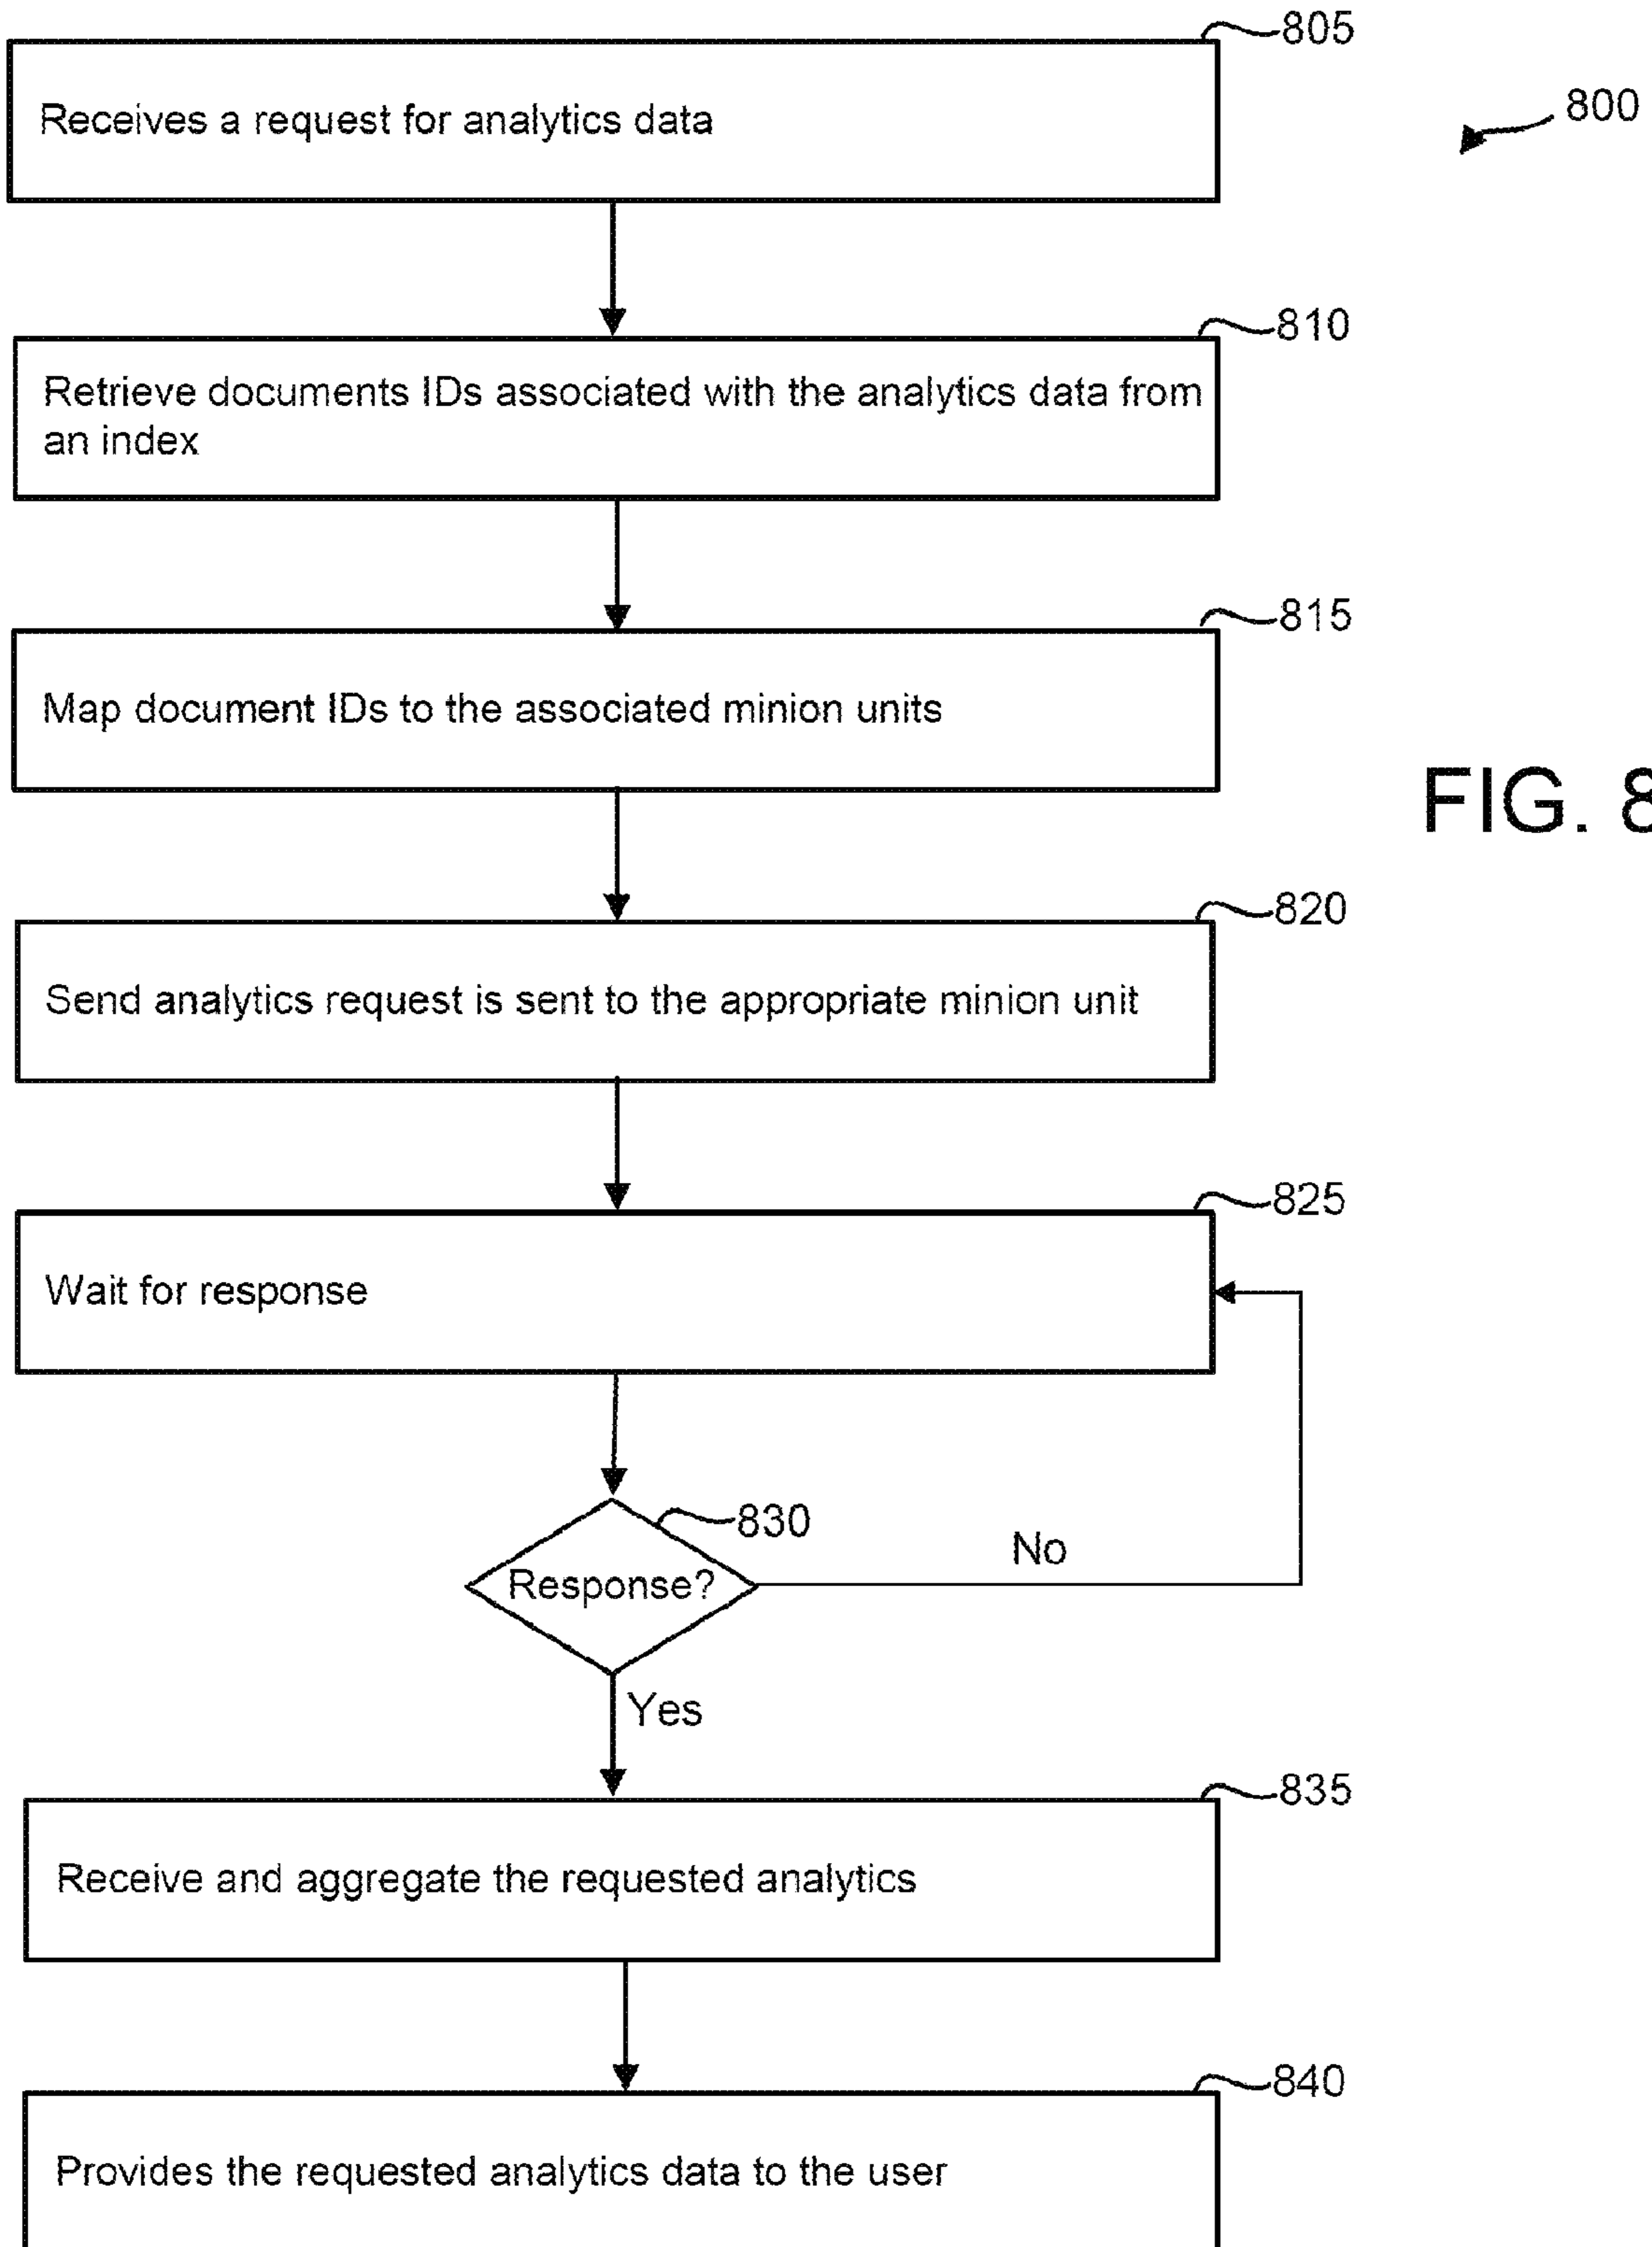 805
Receives a request for analytics data
800
810
Retrieve documents IDs associated with the analytics data from
an index
815
Map document IDs to the associated minion units
FIG. 8
820
Send analytics request is sent to the appropriate minion unit
825
Wait for response
830
Response?
No
Yes
835
Receive and aggregate the requested analytics
840
Provides the requested analytics data to the user